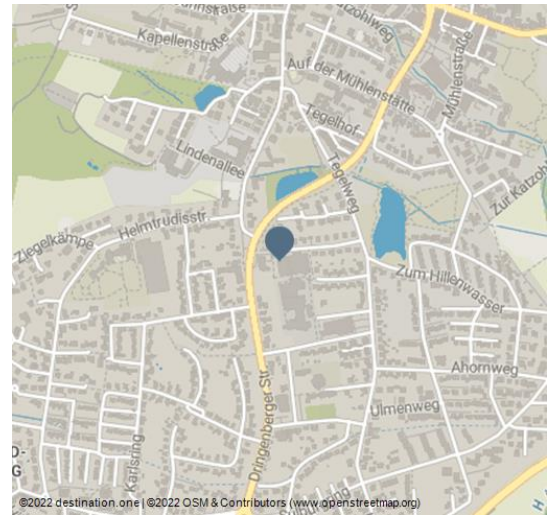 Kapellenstraße
Katzohlweg
Auf der Mühlenstätte
Mühlenstraße
Tegelhof
Lindenallee
Tegelweg
Zur Katzohl
Helmtrudisstr.
Ziegelkämpe
Zum Hillenwasser
Dringenberger Str
Ahornweg
Ulmenweg
Karlsring
©2022 destination.one | ©2022 OSM & Contributors (www.openstreetmap.org)